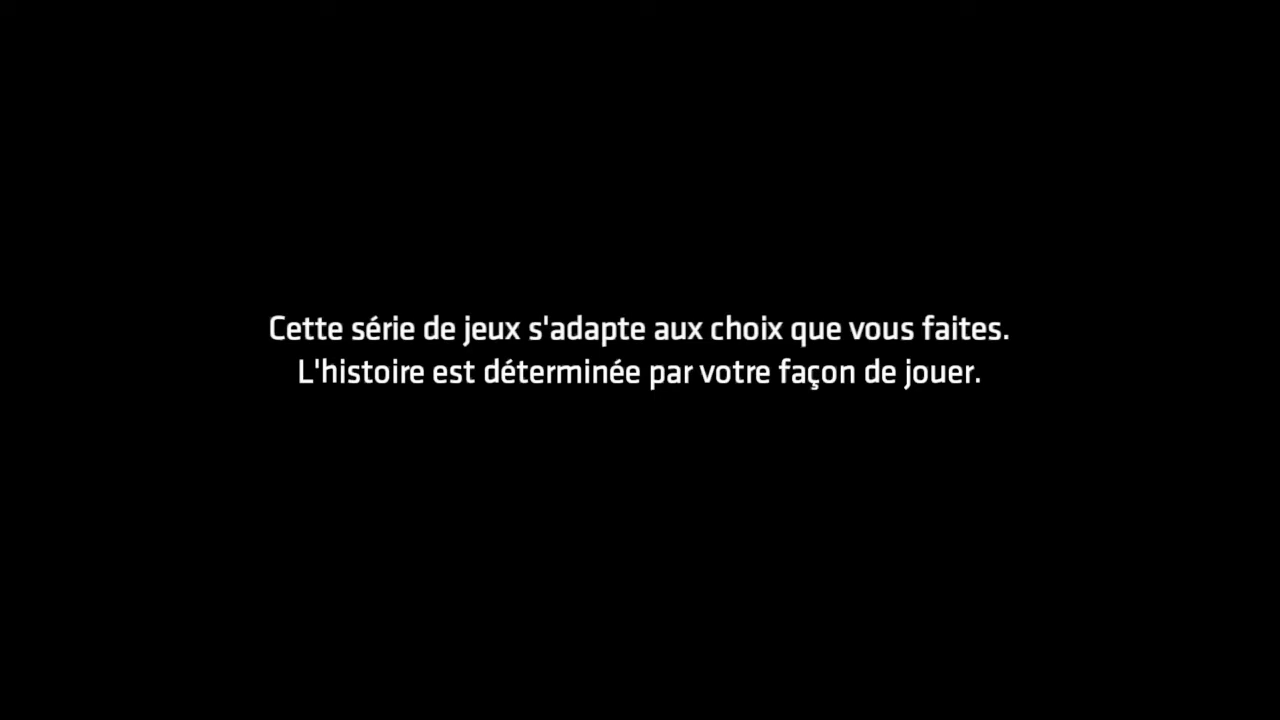 Cette série de jeux s'adapte aux choix que vous faites.
L'histoire est déterminée par votre façon de jouer.